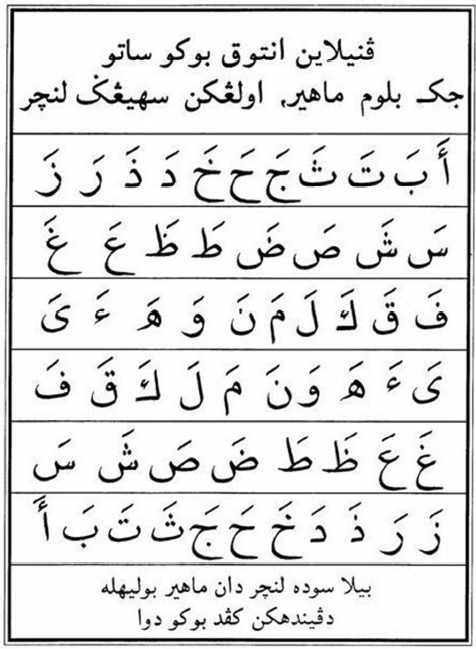 ڤنيلاين انتوق بوكو ساتو
جكـ بلوم ماهير, اولڠكن سهيڠݢ لنچر
أَ بَ تَ ثَ جَ حَ خَ دَ ذَ رَ زَ
سَ شَ صَ ضَ طَ ظَ عَ غَ
فَ قَ كَ لَ مَ نَ وَ هَ ءَ ىَ
ىَ ءَ هَ وَ نَ مَ لَ كَ قَ فَ
غَ عَ ظَ طَ ضَ صَ شَ سَ
زَ رَ ذَ دَ خَ حَ جَ ثَ تَ بَ أَ
بيلا سوده لنچر دان ماهير بوليهله
دڤيندهكن كڤد بوكو دوا